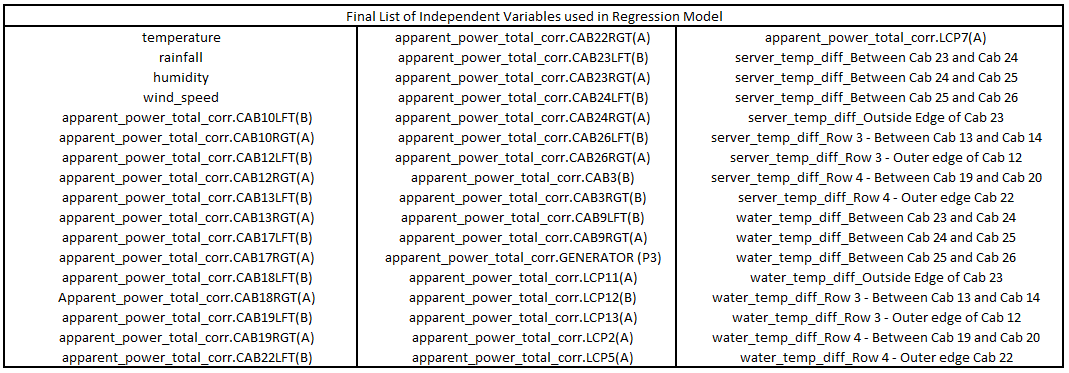 Final List of Independent Variables used in Regression Model
temperature
rainfall
humidity
wind_speed
apparent_power_total_corr.CAB10LFT(B)
apparent_power_total_corr.CAB10RGT(A)
apparent_power_total_corr.CAB12LFT(B)
apparent_power_total_corr.CAB12RGT(A)
apparent_power_total_corr.CAB13LFT(B)
apparent_power_total_corr.CAB13RGT(A)
apparent_power_total_corr.CAB17LFT(B)
apparent_power_total_corr.CAB17RGT(A)
apparent_power_total_corr.CAB18LFT(B)
Apparent_power_total_corr.CAB18RGT(A)
apparent_power_total_corr.CAB19LFT(B)
apparent_power_total_corr.CAB19RGT(A)
apparent_power_total_corr.CAB22LFT(B)
apparent_power_total_corr.CAB22RGT(A)
apparent_power_total_corr.CAB23LFT(B)
apparent_power_total_corr.CAB23RGT(A)
apparent_power_total_corr.CAB24LFT(B)
apparent_power_total_corr.CAB24RGT(A)
apparent_power_total_corr.CAB26LFT(B)
apparent_power_total_corr.CAB26RGT(A)
apparent_power_total_corr.CAB3(B)
apparent_power_total_corr.CAB3RGT(B)
apparent_power_total_corr.CAB9LFT(B)
apparent_power_total_corr.CAB9RGT(A)
apparent_power_total_corr.GENERATOR (P3)
apparent_power_total_corr.LCP11(A)
apparent_power_total_corr.LCP12(B)
apparent_power_total_corr.LCP13(A)
apparent_power_total_corr.LCP2(A)
apparent_power_total_corr.LCP5(A)
apparent_power_total_corr.LCP7(A)
server_temp_diff_Between Cab 23 and Cab 24
server_temp_diff_Between Cab 24 and Cab 25
server_temp_diff_Between Cab 25 and Cab 26
server_temp_diff_Outside Edge of Cab 23
server_temp_diff_Row 3 - Between Cab 13 and Cab 14
server_temp_diff_Row 3 - Outer edge of Cab 12
server_temp_diff_Row 4 - Between Cab 19 and Cab 20
server_temp_diff_Row 4 - Outer edge Cab 22
water_temp_diff_Between Cab 23 and Cab 24
water_temp_diff_Between Cab 24 and Cab 25
water_temp_diff_Between Cab 25 and Cab 26
water_temp_diff_Outside Edge of Cab 23
water_temp_diff_Row 3 - Between Cab 13 and Cab 14
water_temp_diff_Row 3 - Outer edge of Cab 12
water_temp_diff_Row 4 - Between Cab 19 and Cab 20
water_temp_diff_Row 4 - Outer edge Cab 22